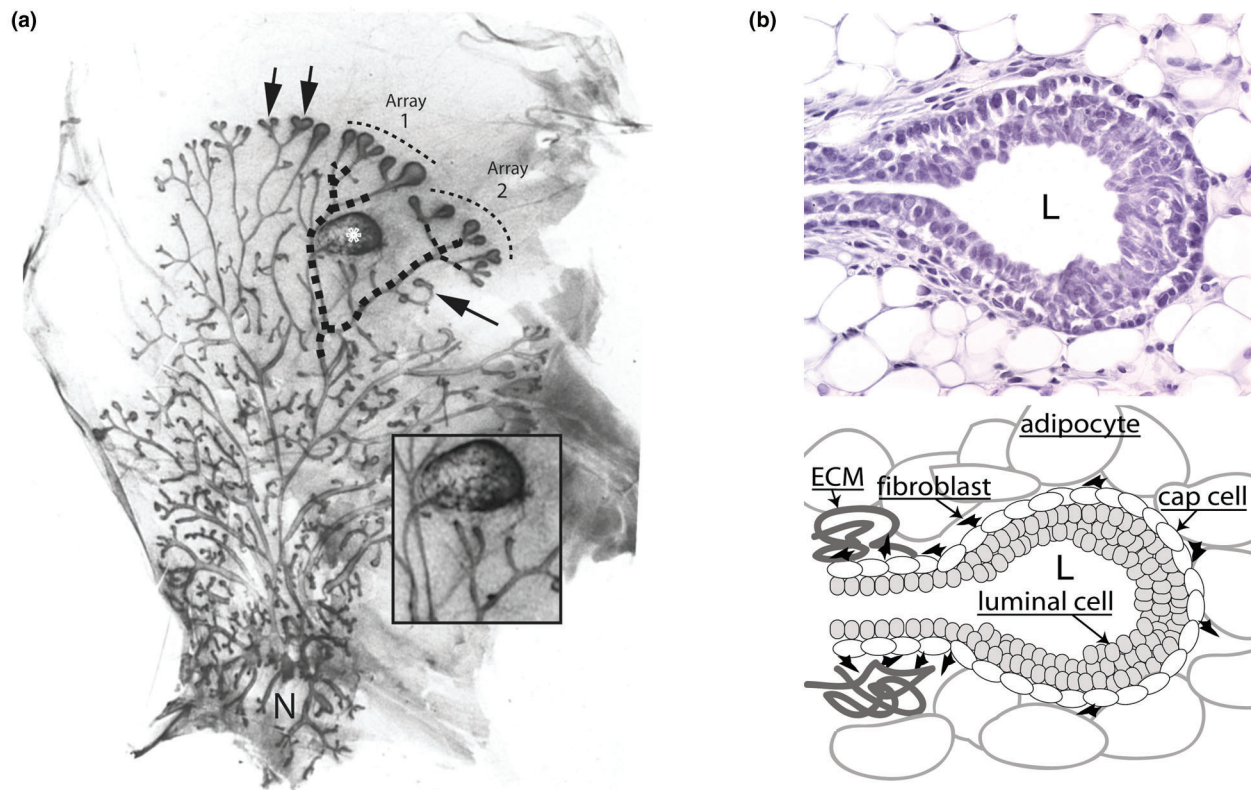 (a)
Array
1
Array
2
*
N
(b)
L
adipocyte
ECM
fibroblast
cap cell
L
luminal cell